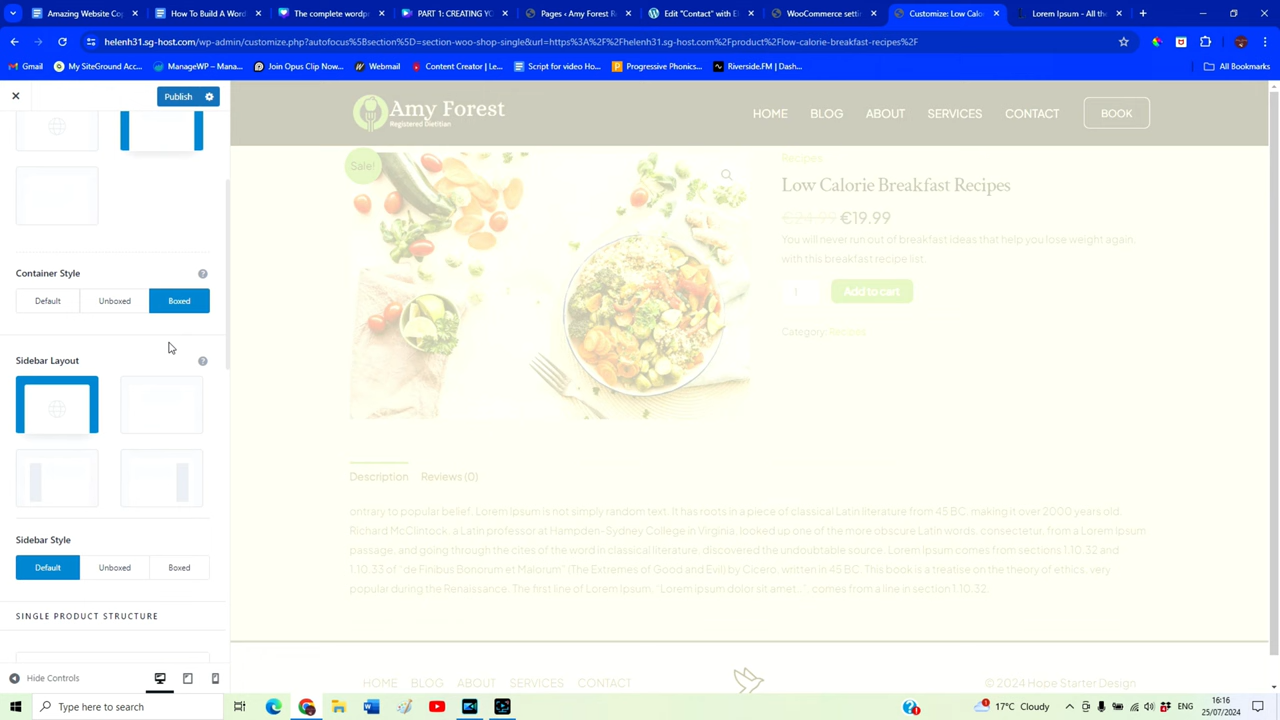 Amazing Website Cop
How To Build A Word
The complete wordpr
PART 1: CREATING YO
Pages ‹ Amy Forest R
Edit "Contact" with E
WooCommerce setti
Customize: Low Calo
Lorem Ipsum - All the
helenh31.sg-host.com/wp-admin/customize.php?autofocus%5Bsection%5D=section-woo-shop-single&url=https%3A%2F%2Fhelenh31.sg-host.com%2Fproduct%2Flow-calorie-breakfast-recipes%2F
Gmail
My SiteGround Acc...
ManageWP – Manag...
Join Opus Clip Now...
Webmail
Content Creator | Le...
Script for video Ho...
Progressive Phonics...
Riverside.FM | Dash...
All Bookmarks
Publish
Amy Forest
Registered Dietitian
HOME BLOG ABOUT SERVICES CONTACT BOOK
Sale!
Recipes
Low Calorie Breakfast Recipes
€24.99 €19.99
You will never run out of breakfast ideas that help you lose weight again,
with this breakfast recipe list.
1 Add to cart
Category: Recipes
Container Style
Default Unboxed Boxed
Sidebar Layout
Sidebar Style
Default Unboxed Boxed
SINGLE PRODUCT STRUCTURE
Hide Controls
Description Reviews (0)
ontrary to popular belief, Lorem Ipsum is not simply random text. It has roots in a piece of classical Latin literature from 45 BC, making it over 2000 years old.
Richard McClintock, a Latin professor at Hampden-Sydney College in Virginia, looked up one of the more obscure Latin words, consectetur, from a Lorem Ipsum
passage, and going through the cites of the word in classical literature, discovered the undoubtable source. Lorem Ipsum comes from sections 1.10.32 and
1.10.33 of "de Finibus Bonorum et Malorum" (The Extremes of Good and Evil) by Cicero, written in 45 BC. This book is a treatise on the theory of ethics, very
popular during the Renaissance. The first line of Lorem Ipsum, "Lorem ipsum dolor sit amet..", comes from a line in section 1.10.32.
HOME BLOG ABOUT SERVICES CONTACT
© 2024 Hope Starter Design
Type here to search
17°C Cloudy
ENG
16:16
25/07/2024